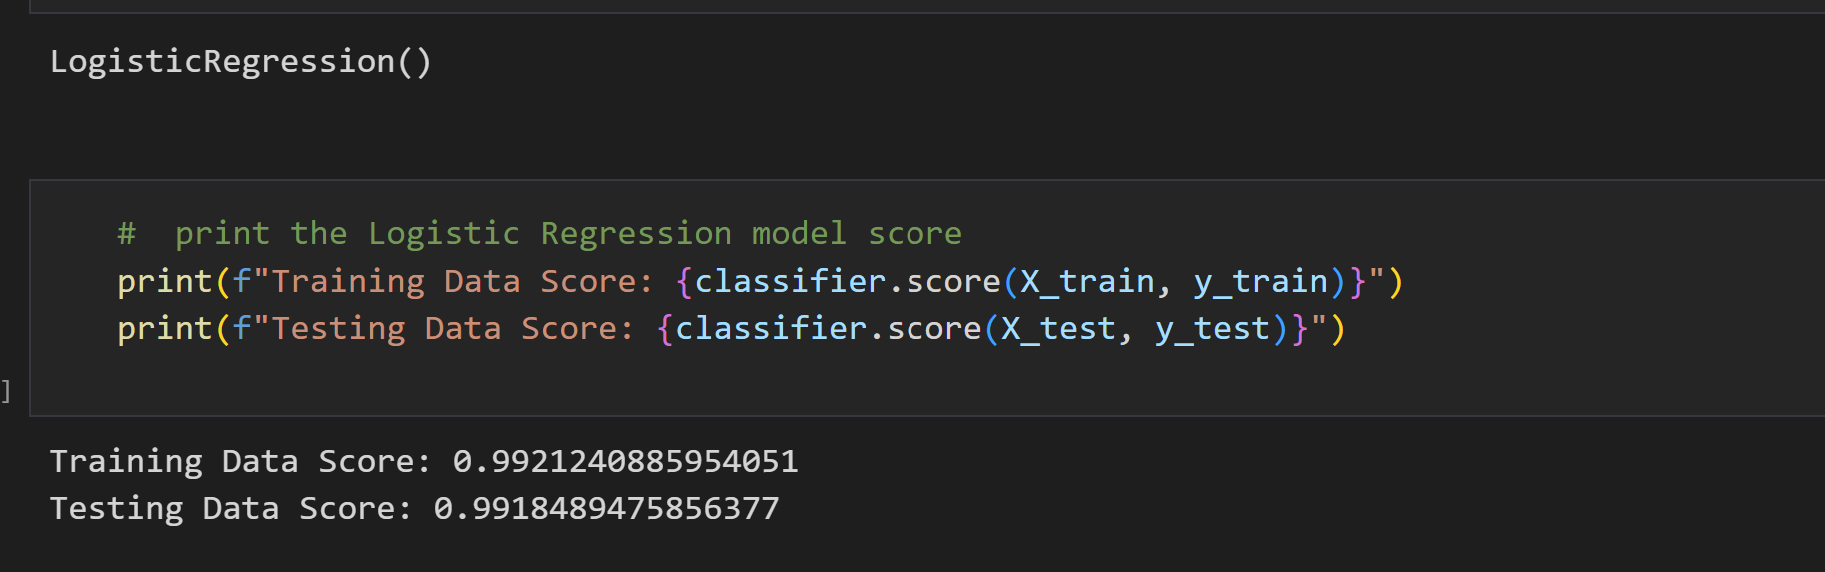 LogisticRegression()
#  print the Logistic Regression model score
print(f"Training Data Score: {classifier.score(X_train, y_train)}")
print(f"Testing Data Score: {classifier.score(X_test, y_test)}")
]
Training Data Score: 0.9921240885954051
Testing Data Score: 0.9918489475856377